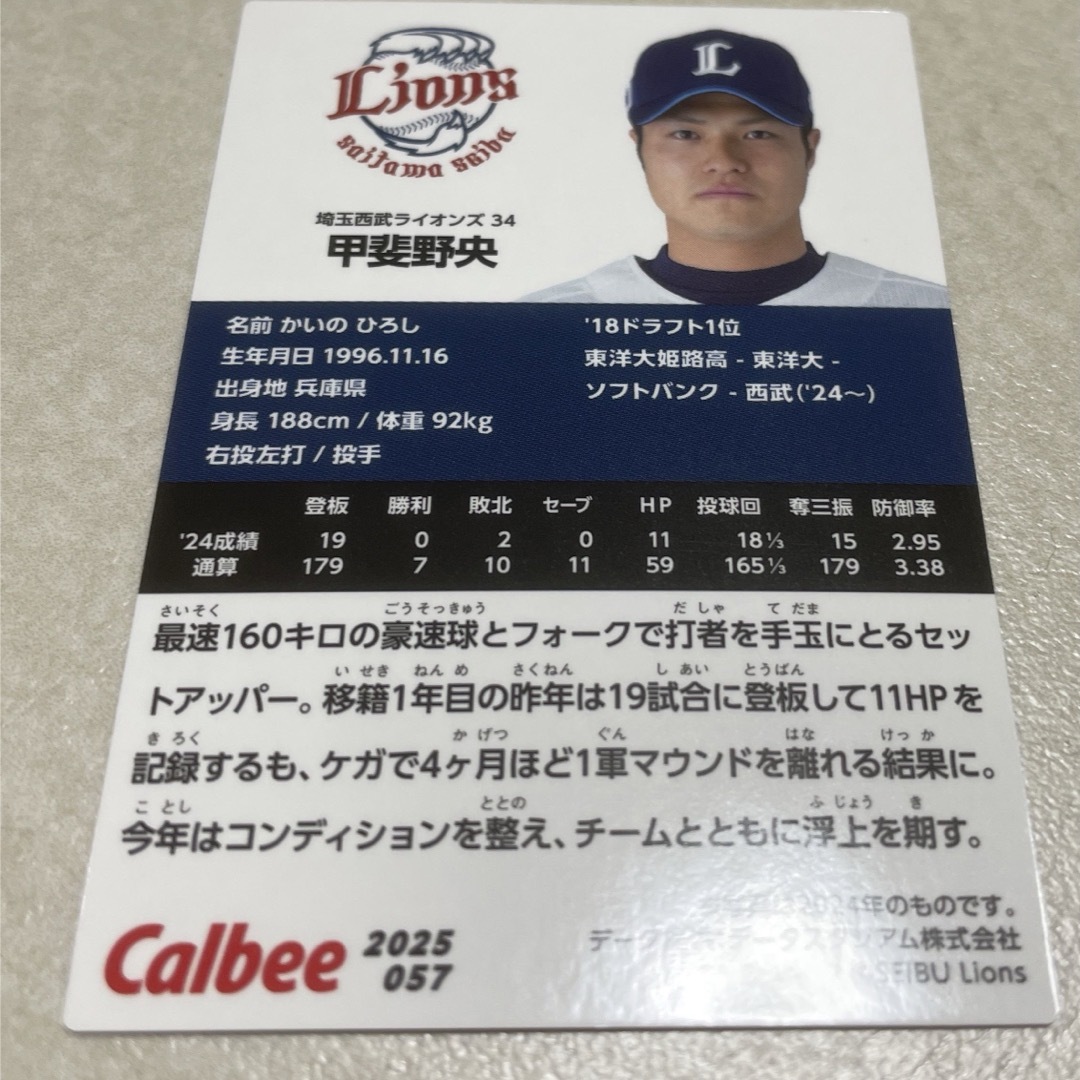 L
Lions
saitama seibu
埼玉西武ライオンズ 34
甲斐野央
名前 かいの ひろし
生年月日 1996.11.16
出身地 兵庫県
身長 188cm / 体重 92kg
右投左打 / 投手
'18ドラフト1位
東洋大姫路高 - 東洋大 -
ソフトバンク - 西武('24〜)
登板 勝利 敗北 セーブ HP 投球回 奪三振 防御率
'24成績 19 0 2 0 11 18⅓ 15 2.95
通算 179 7 10 11 59 165⅓ 179 3.38
さいそく ごうそっきゅう だしゃ てだま
最速160キロの豪速球とフォークで打者を手玉にとるセッ
いせき ねんめ さくねん しあい とうばん
トアッパー。移籍1年目の昨年は19試合に登板して11HPを
きろく かげつ ぐん はな けっか
記録するも、ケガで4ヶ月ほど1軍マウンドを離れる結果に。
ことし ととの ふじょう き
今年はコンディションを整え、チームとともに浮上を期す。
Calbee 2025
057
2024年のものです。
データスタジアム株式会社
SEIBU Lions